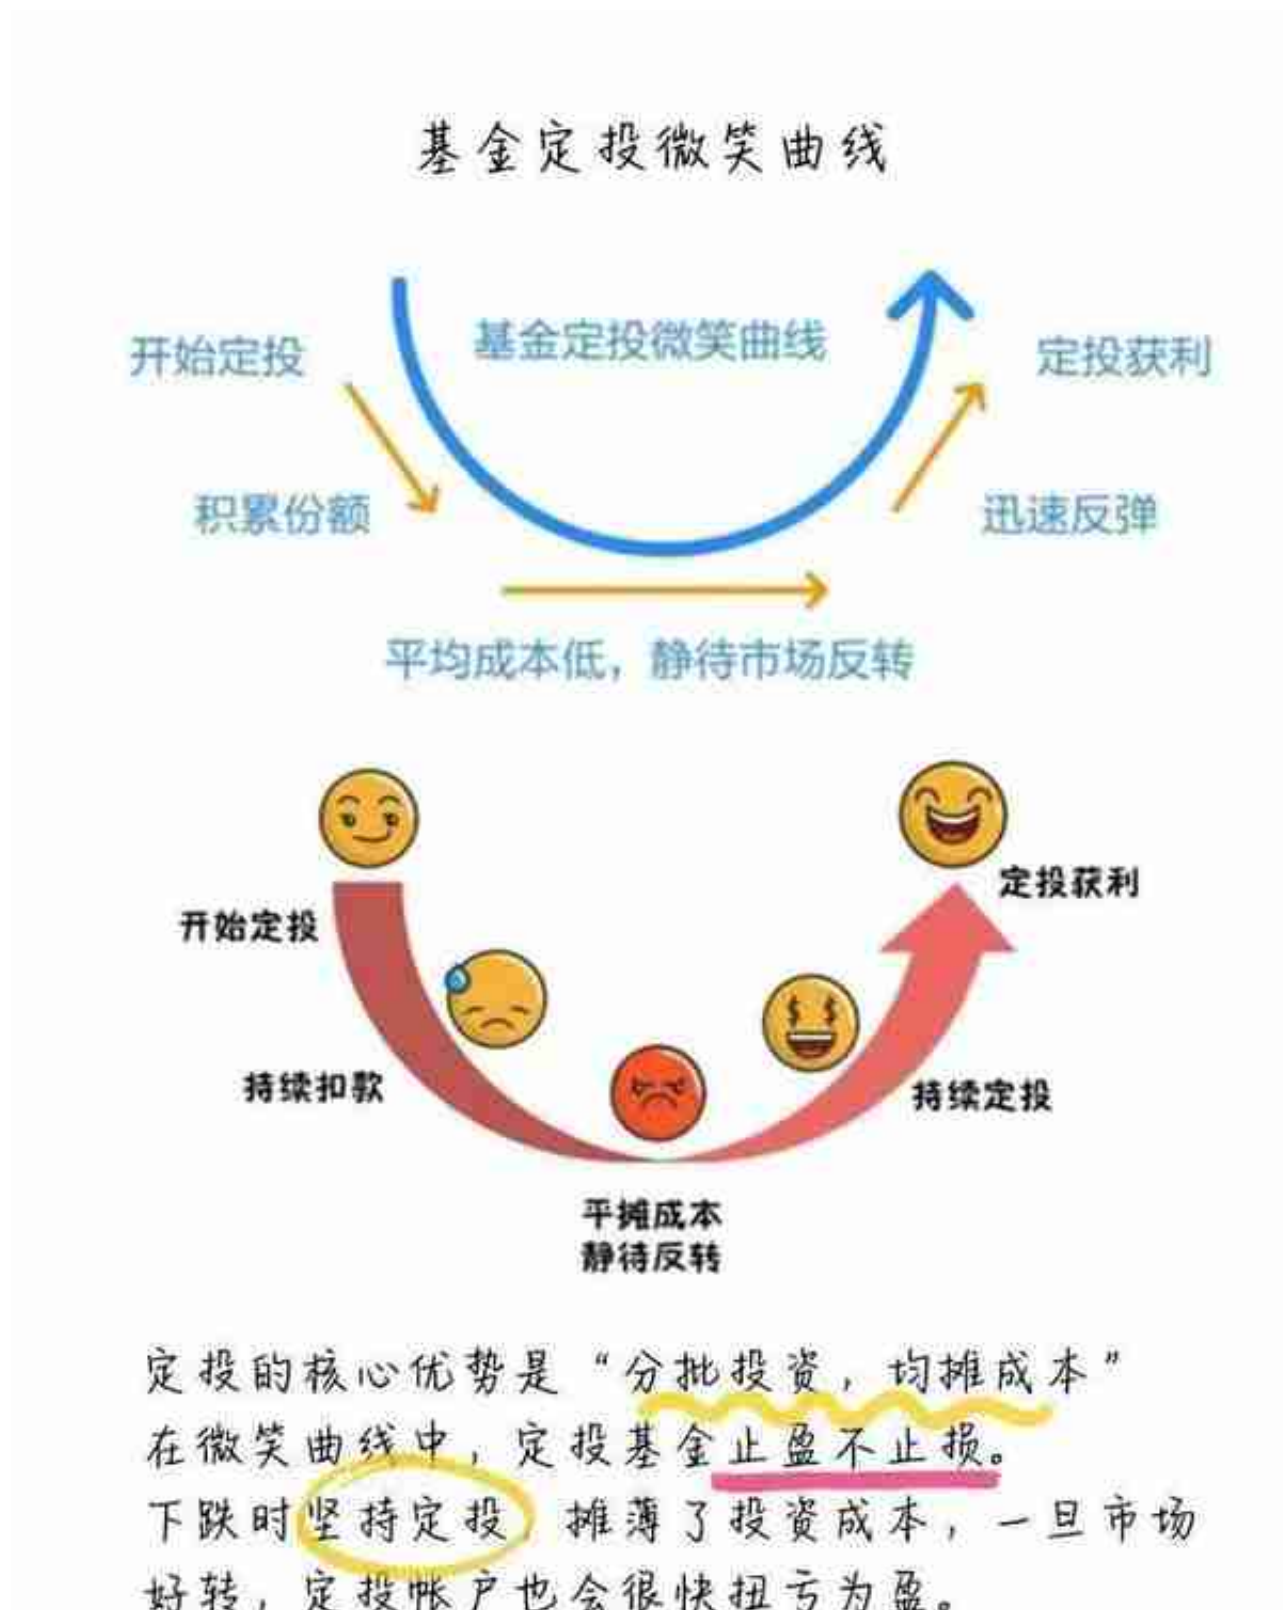 基金定投微笑曲线
基金定投微笑曲线
开始定投
定投获利
积累份额
迅速反弹
平均成本低，静待市场反转
定投获利
开始定投
持续扣款
持续定投
平摊成本
静待反转
定投的核心优势是“分批投资，均摊成本”
在微笑曲线中，定投基金止盈不止损。
下跌时坚持定投，摊薄了投资成本，一旦市场
好转，定投帐户也会很快扭亏为盈。